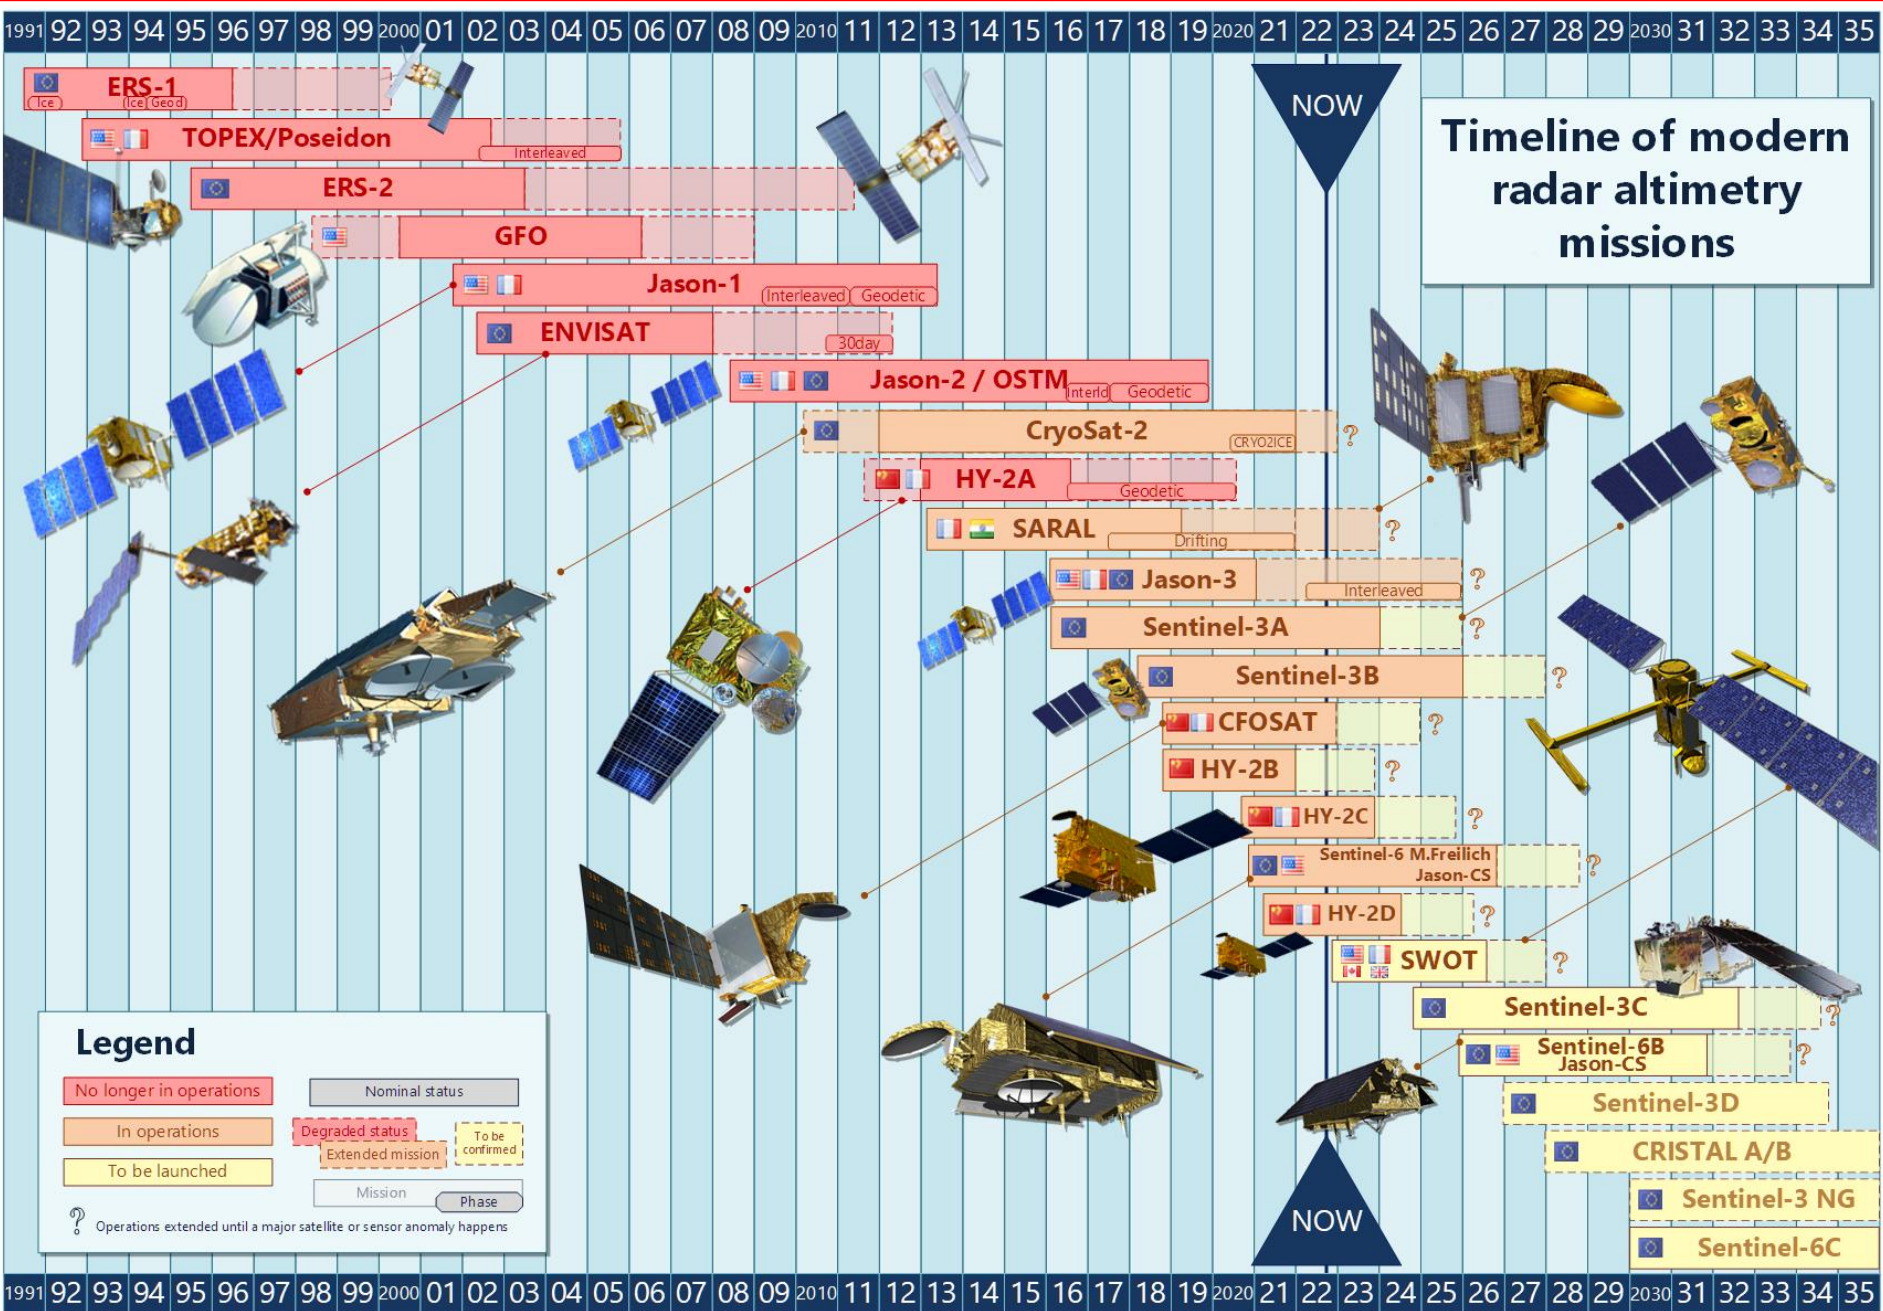 1991 92 93 94 95 96 97 98 99 2000 01 02 03 04 05 06 07 08 09 2010 11 12 13 14 15 16 17 18 19 2020 21 22 23 24 25 26 27 28 29 2030 31 32 33 34 35
ERS-1
Ice Ice Geod
NOW
Timeline of modern
radar altimetry
missions
TOPEX/Poseidon
Interleaved
ERS-2
GFO
Jason-1
Interleaved Geodetic
ENVISAT
30day
Jason-2 / OSTM
Interld Geodetic
CryoSat-2 ?
CRYO2ICE
HY-2A
Geodetic
SARAL ?
Drifting
Jason-3 ?
Interleaved
Sentinel-3A ?
Sentinel-3B ?
CFOSAT ?
HY-2B ?
HY-2C ?
Sentinel-6 M.Freilich ?
Jason-CS
HY-2D ?
SWOT ?
Sentinel-3C ?
Sentinel-6B ?
Jason-CS
Sentinel-3D
CRISTAL A/B
Sentinel-3 NG
Sentinel-6C
NOW
Legend
No longer in operations
In operations
To be launched
Nominal status
Degraded status
Extended mission
To be
confirmed
Mission
Phase
? Operations extended until a major satellite or sensor anomaly happens
1991 92 93 94 95 96 97 98 99 2000 01 02 03 04 05 06 07 08 09 2010 11 12 13 14 15 16 17 18 19 2020 21 22 23 24 25 26 27 28 29 2030 31 32 33 34 35